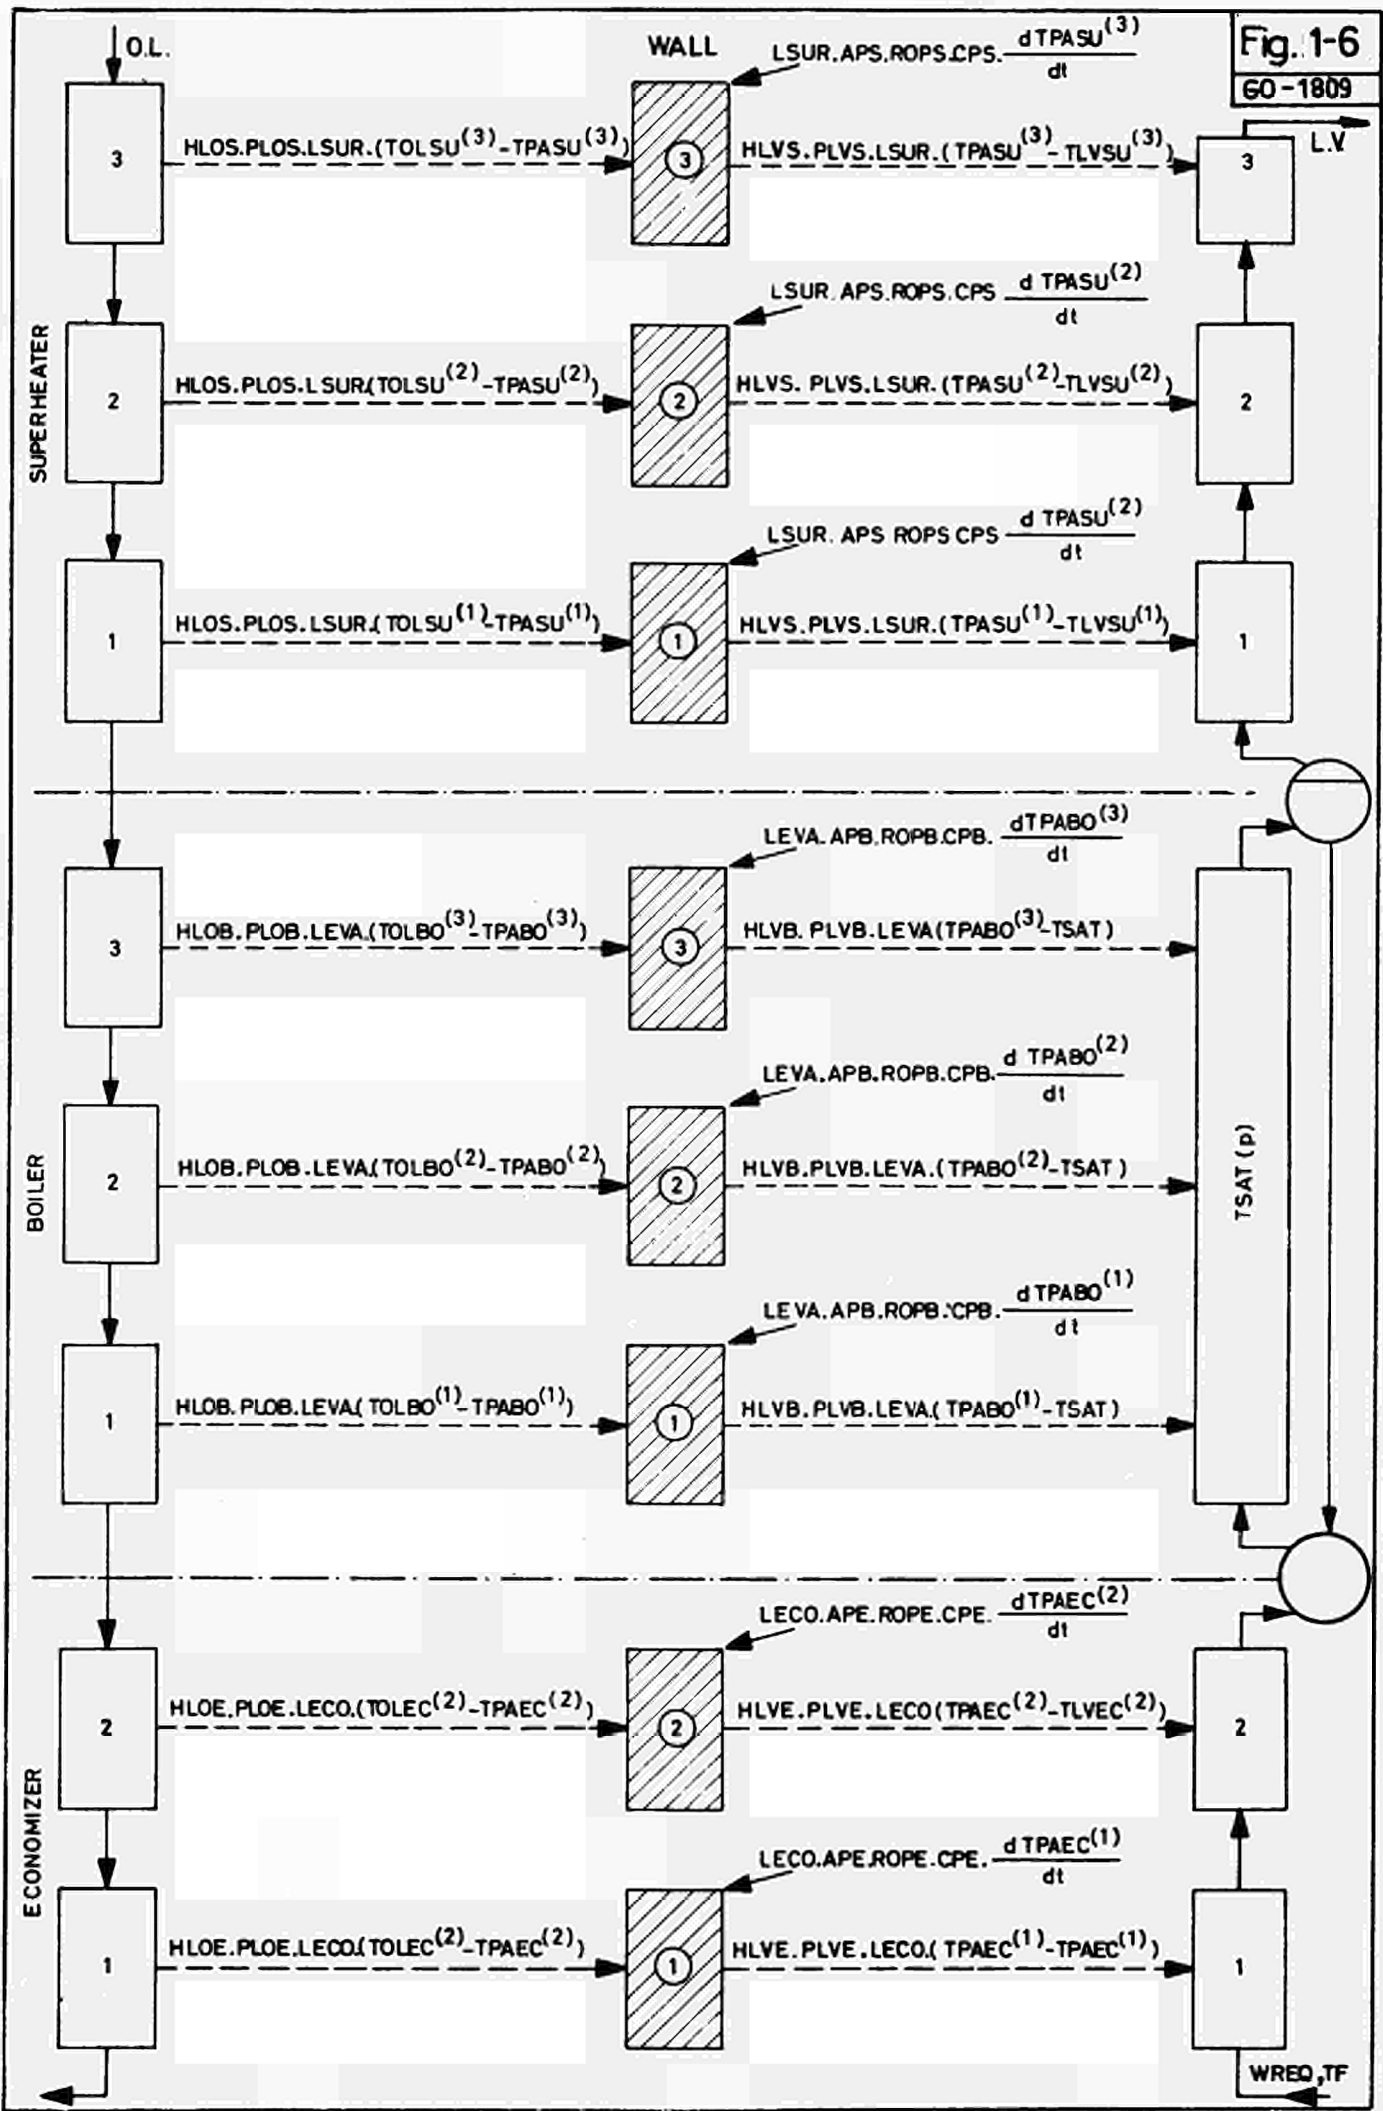 Fig. 1-6
GO-1809
O.L.
WALL
LSUR.APS.ROPS.CPS. dTPASU(3)
dt
L.V.
3
HLOS.PLOS.LSUR.(TOLSU(3)-TPASU(3))
3
HLVS.PLVS.LSUR.(TPASU(3)-TLVSU(3))
3
LSUR.APS.ROPS.CPS d TPASU(2)
dt
SUPERHEATER
2
HLOS.PLOS.LSUR.(TOLSU(2)-TPASU(2))
2
HLVS. PLVS.LSUR.(TPASU(2)-TLVSU(2))
2
LSUR. APS ROPS CPS d TPASU(2)
dt
1
HLOS.PLOS.LSUR.(TOLSU(1)-TPASU(1))
1
HLVS.PLVS.LSUR.(TPASU(1)-TLVSU(1))
1
LEVA.APB.ROPB.CPB. dTPABO(3)
dt
3
HLOB.PLOB.LEVA.(TOLBO(3)-TPABO(3))
3
HLVB. PLVB.LEVA(TPABO(3)-TSAT)
LEVA.APB.ROPB.CPB. d TPABO(2)
dt
BOILER
2
HLOB.PLOB.LEVA.(TOLBO(2)-TPABO(2))
2
HLVB.PLVB.LEVA.(TPABO(2)-TSAT)
TSAT (p)
LEVA.APB.ROPB.CPB. d TPABO(1)
dt
1
HLOB.PLOB.LEVA.(TOLBO(1)-TPABO(1))
1
HLVB.PLVB.LEVA.(TPABO(1)-TSAT)
LECO.APE.ROPE.CPE. dTPAEC(2)
dt
2
HLOE.PLOE.LECO.(TOLEC(2)-TPAEC(2))
2
HLVE.PLVE.LECO(TPAEC(2)-TLVEC(2))
2
ECONOMIZER
LECO.APE.ROPE.CPE. dTPAEC(1)
dt
1
HLOE.PLOE.LECO.(TOLEC(2)-TPAEC(2))
1
HLVE.PLVE.LECO.(TPAEC(1)-TPAEC(1))
1
WREQ,TF